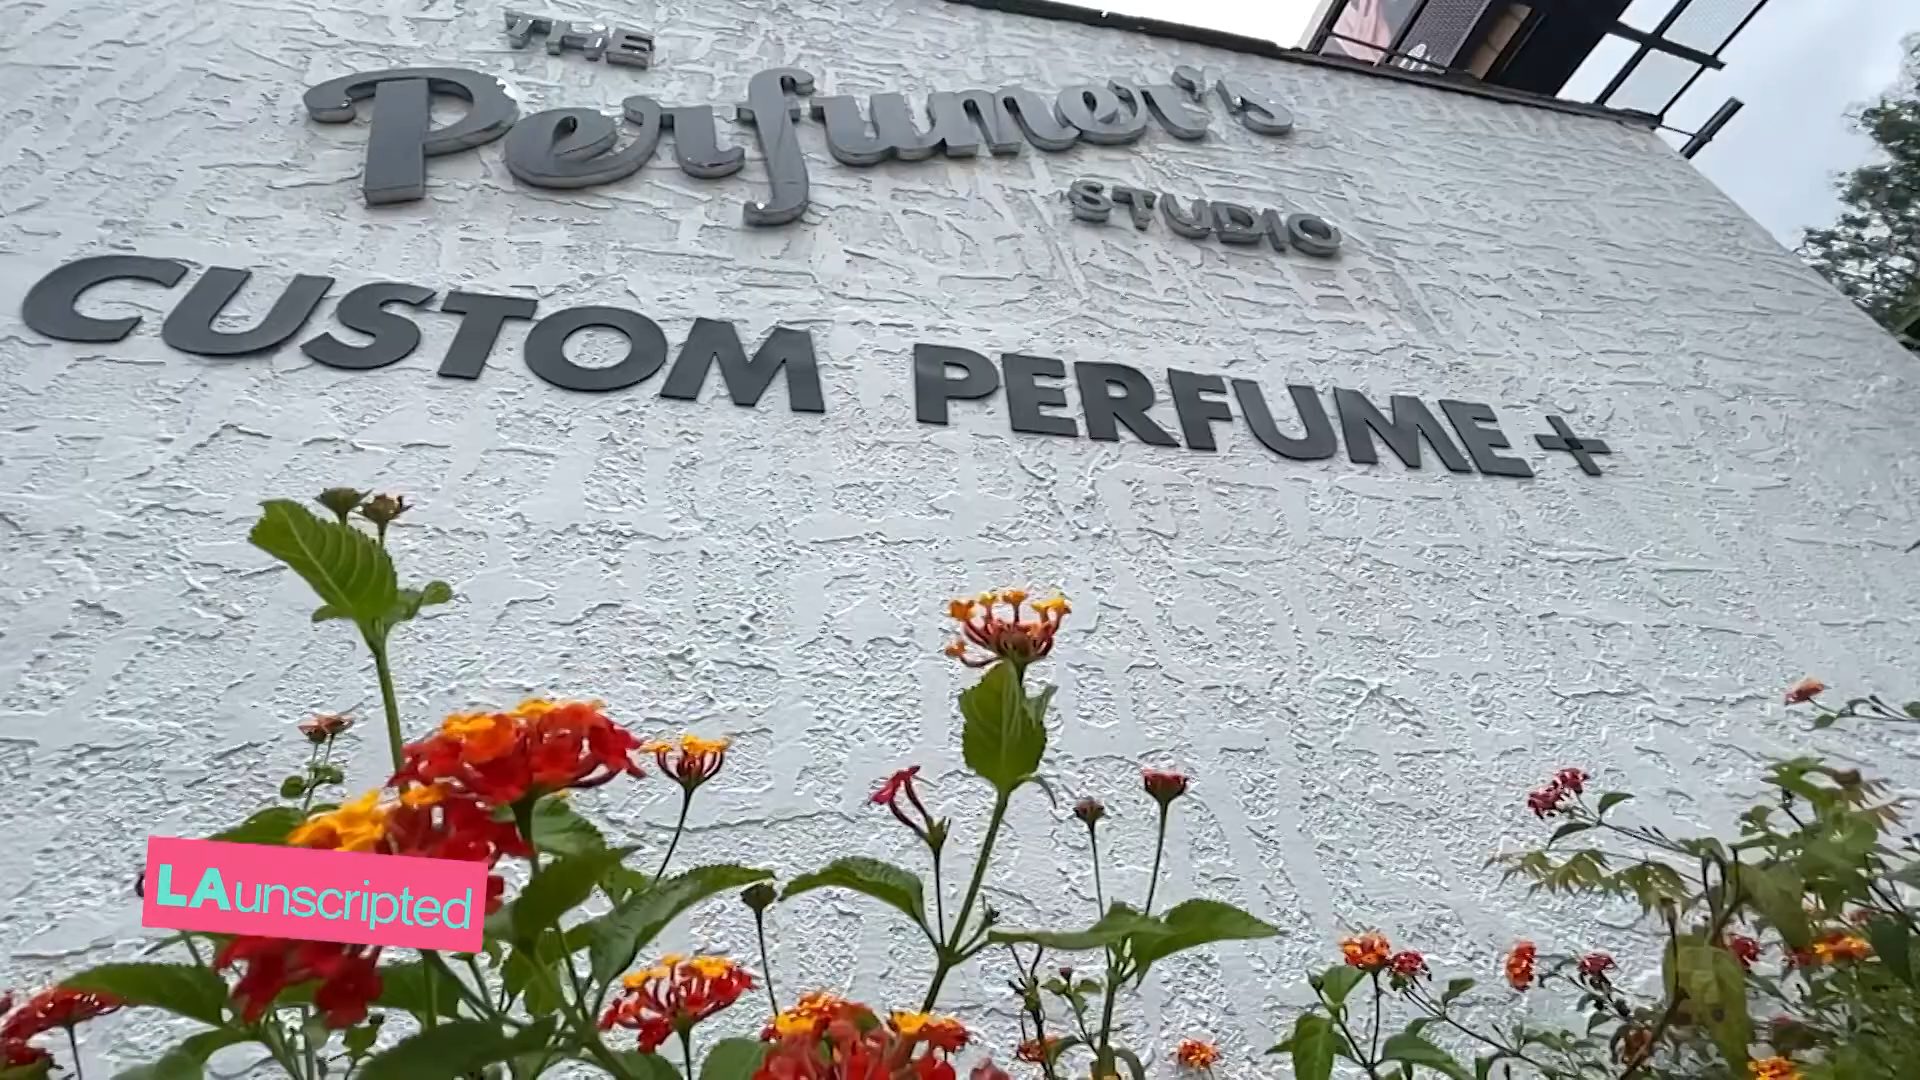 THE
Perfumer's
STUDIO
CUSTOM PERFUME+
LAunscripted